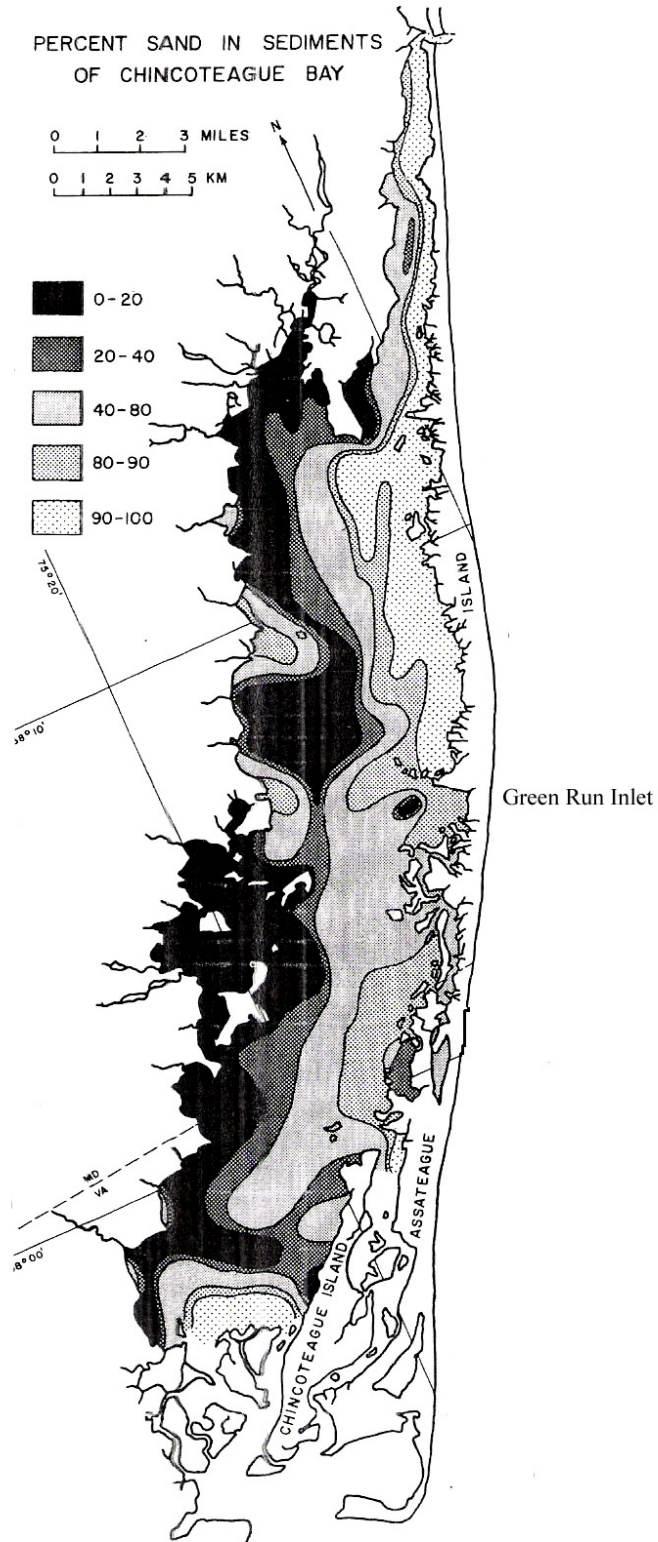 PERCENT SAND IN SEDIMENTS
OF CHINCOTEAGUE BAY
0 1 2 3 MILES
0 1 2 3 4 5 KM
N
0-20
20-40
40-80
80-90
90-100
75°20'
ISLAND
38°10'
Green Run Inlet
MD
VA
38°00'
ASSATEAGUE
CHINCOTEAGUE ISLAND